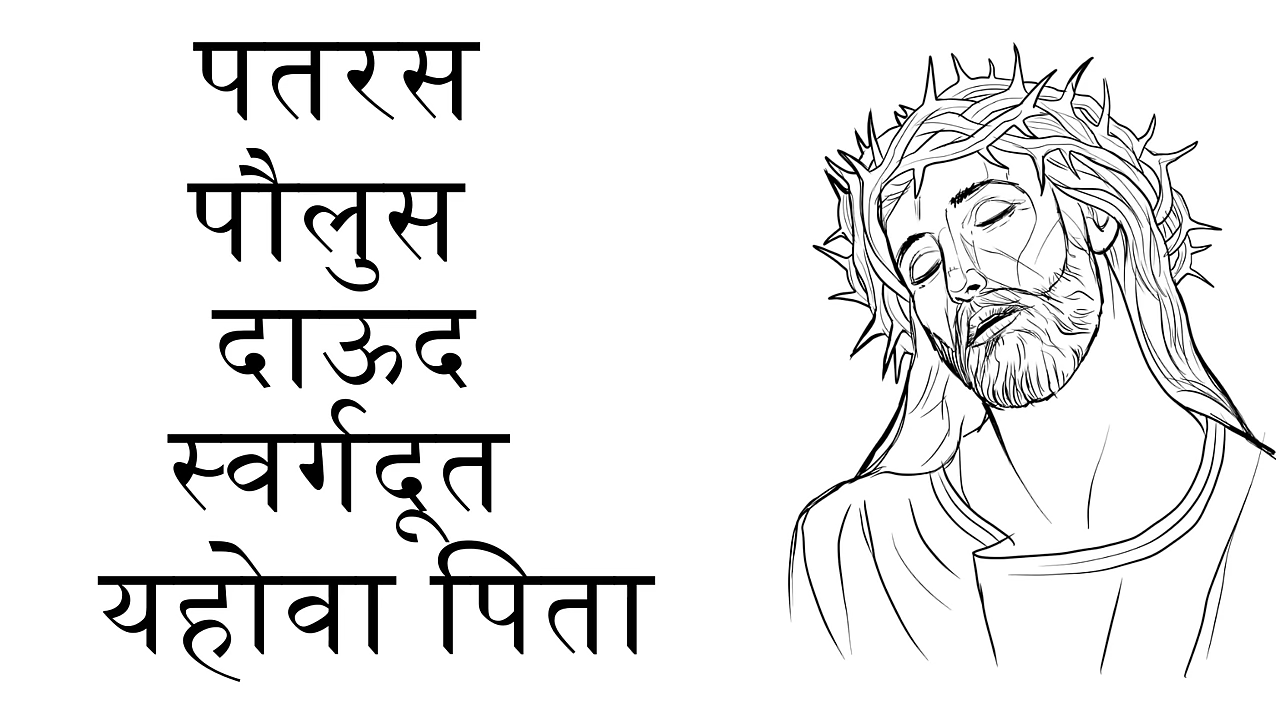 पतरस
पौलुस
दाऊद
स्वर्गदूत
यहोवा पिता